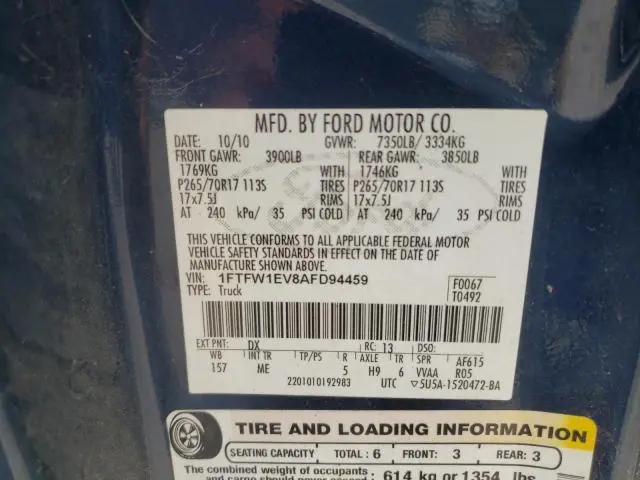 MFD. BY FORD MOTOR CO.
DATE: 10/10 GVWR: 7350LB/ 3334KG
FRONT GAWR: 3900LB REAR GAWR: 3850LB
1769KG WITH 1746KG WITH
P265/70R17 113S TIRES P265/70R17 113S TIRES
17x7.5J RIMS 17x7.5J RIMS
AT 240 kPa/ 35 PSI COLD AT 240 kPa/ 35 PSI COLD
THIS VEHICLE CONFORMS TO ALL APPLICABLE FEDERAL MOTOR
VEHICLE SAFETY STANDARDS IN EFFECT ON THE DATE OF
MANUFACTURE SHOWN ABOVE.
VIN: 1FTFW1EV8AFD94459 F0067
TYPE: Truck T0492
EXT PNT: DX RC: 13 DSO:
WB INT TR TP/PS R AXLE TR SPR AF615
157 ME 5 H9 6 VVAA R05
2201010192983 UTC ▽5U5A-1520472-BA
TIRE AND LOADING INFORMATION
SEATING CAPACITY TOTAL: 6 FRONT: 3 REAR: 3
The combined weight of occupants
and cargo should never exceed 614 kg or 1354 lbs